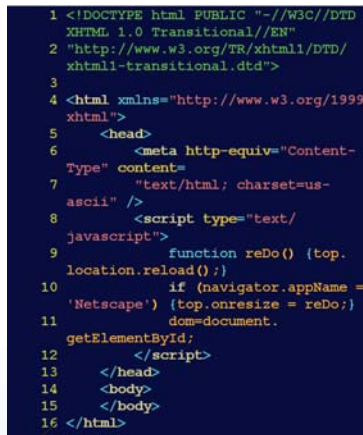 1 <!DOCTYPE html PUBLIC "-//W3C//DTD
XHTML 1.0 Transitional//EN"
2 "http://www.w3.org/TR/xhtml1/DTD/
xhtml1-transitional.dtd">
3
4 <html xmlns="http://www.w3.org/1999
xhtml">
5 <head>
6 <meta http-equiv="Content-
Type" content=
7 "text/html; charset=us-
ascii" />
8 <script type="text/
javascript">
9 function reDo() {top.
location.reload();}
10 if (navigator.appName =
'Netscape') {top.onresize = reDo;}
11 dom=document.
getElementById;
12 </script>
13 </head>
14 <body>
15 </body>
16 </html>